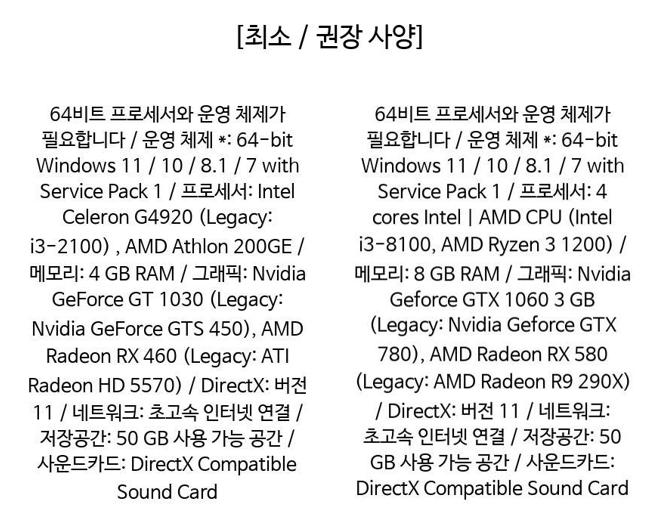 [최소 / 권장 사양]
64비트 프로세서와 운영 체제가
필요합니다 / 운영 체제 *: 64-bit
Windows 11 / 10 / 8.1 / 7 with
Service Pack 1 / 프로세서: Intel
Celeron G4920 (Legacy:
i3-2100) , AMD Athlon 200GE /
메모리: 4 GB RAM / 그래픽: Nvidia
GeForce GT 1030 (Legacy:
Nvidia GeForce GTS 450), AMD
Radeon RX 460 (Legacy: ATI
Radeon HD 5570) / DirectX: 버전
11 / 네트워크: 초고속 인터넷 연결 /
저장공간: 50 GB 사용 가능 공간 /
사운드카드: DirectX Compatible
Sound Card
64비트 프로세서와 운영 체제가
필요합니다 / 운영 체제 *: 64-bit
Windows 11 / 10 / 8.1 / 7 with
Service Pack 1 / 프로세서: 4
cores Intel | AMD CPU (Intel
i3-8100, AMD Ryzen 3 1200) /
메모리: 8 GB RAM / 그래픽: Nvidia
Geforce GTX 1060 3 GB
(Legacy: Nvidia Geforce GTX
780), AMD Radeon RX 580
(Legacy: AMD Radeon R9 290X)
/ DirectX: 버전 11 / 네트워크:
초고속 인터넷 연결 / 저장공간: 50
GB 사용 가능 공간 / 사운드카드:
DirectX Compatible Sound Card